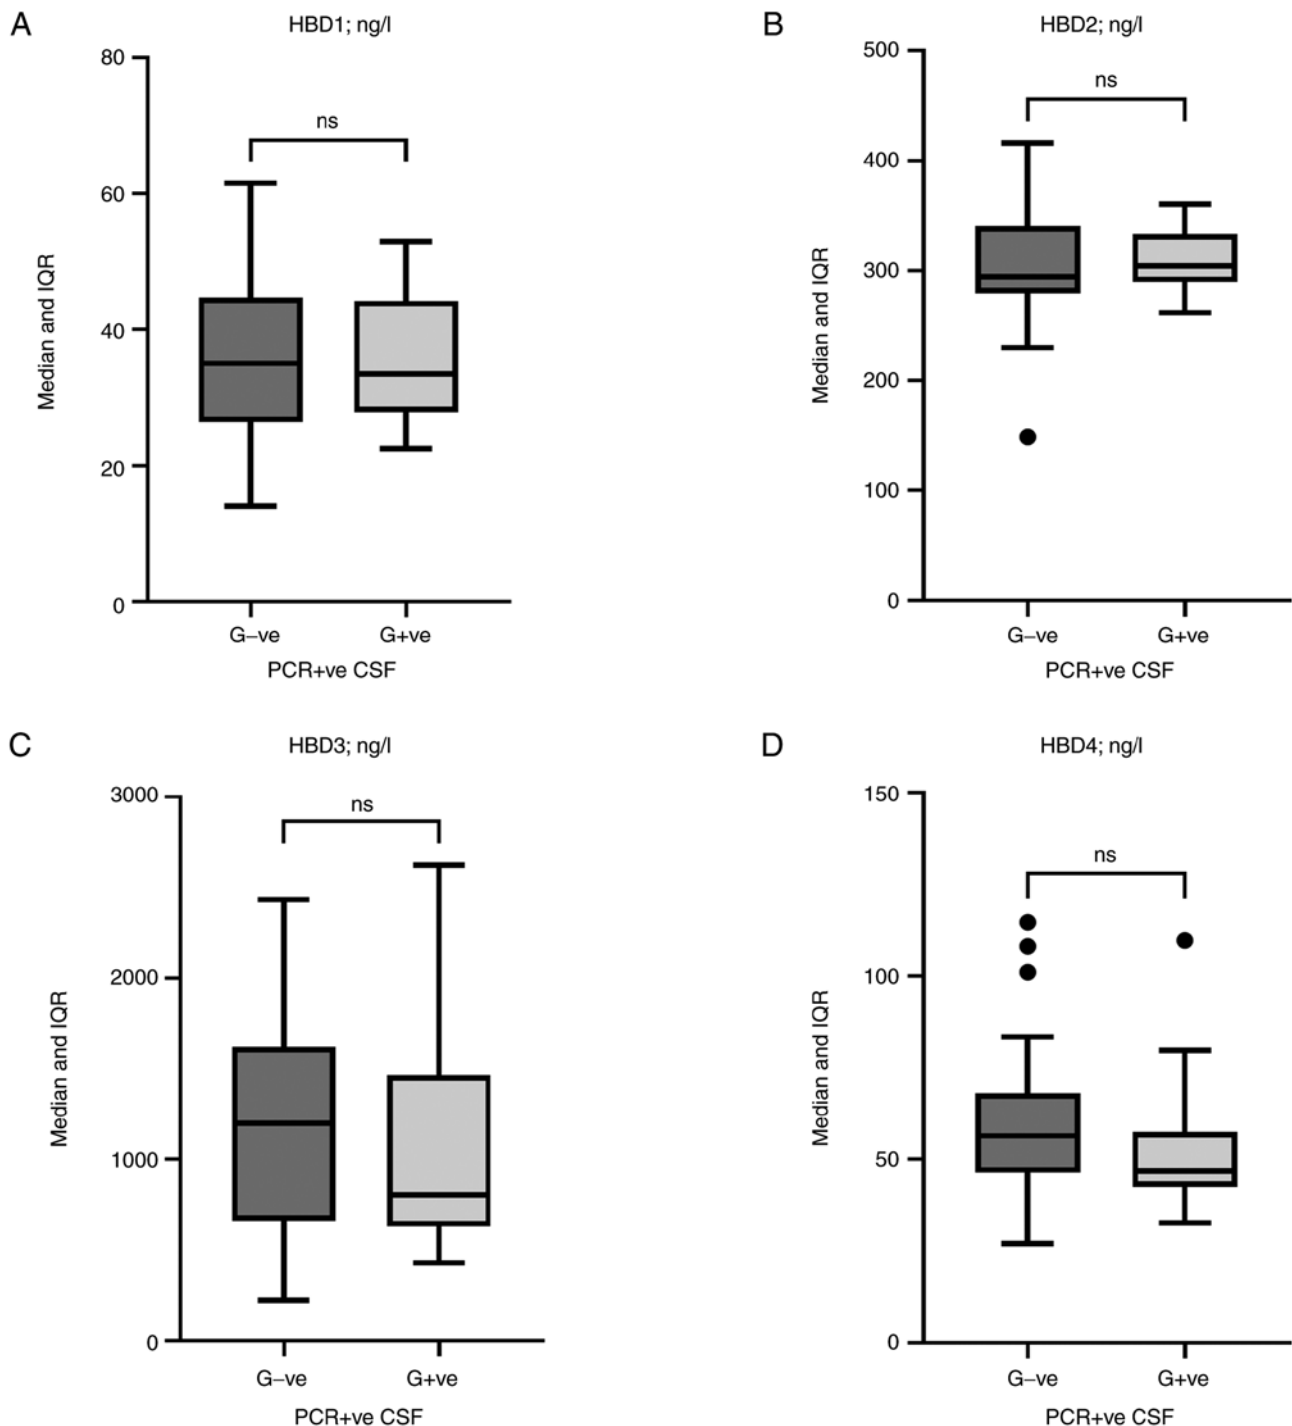 A
HBD1; ng/l
80
60
40
20
0
Median and IQR
ns
G−ve
G+ve
PCR+ve CSF
B
HBD2; ng/l
500
400
300
200
100
0
Median and IQR
ns
G−ve
G+ve
PCR+ve CSF
C
HBD3; ng/l
3000
2000
1000
0
Median and IQR
ns
G−ve
G+ve
PCR+ve CSF
D
HBD4; ng/l
150
100
50
0
Median and IQR
ns
G−ve
G+ve
PCR+ve CSF